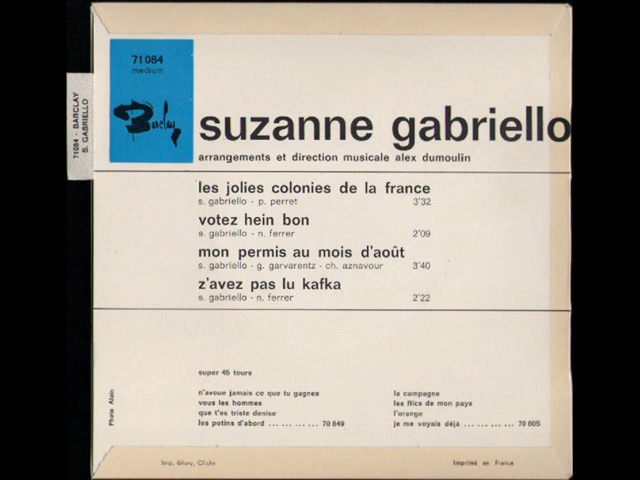 71084
medium
Barclay
71084 - BARCLAY
S. GABRIELLO
suzanne gabriello
arrangements et direction musicale alex dumoulin
les jolies colonies de la france
s. gabriello - p. perret 3'32
votez hein bon
s. gabriello - n. ferrer 2'09
mon permis au mois d'août
s. gabriello - g. garvarentz - ch. aznavour 3'40
z'avez pas lu kafka
s. gabriello - n. ferrer 2'22
super 45 tours
n'avoue jamais ce que tu gagnes
vous les hommes
que t'es triste denise
les potins d'abord ... ... ... ... 70 849
la campagne
les flics de mon pays
l'orange
je me voyais déjà ... ... ... ... 70 805
Photo Alain
Imp. Glory, Clichy
Imprimé en France